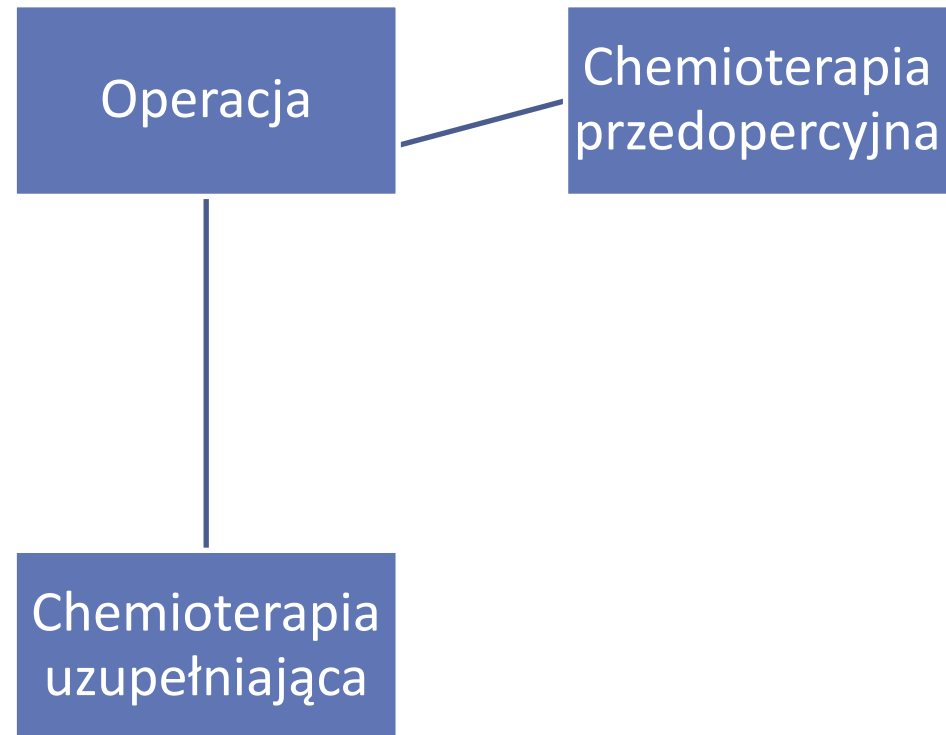 Operacja
Chemioterapia
przedopercyjna
Chemioterapia
uzupełniająca